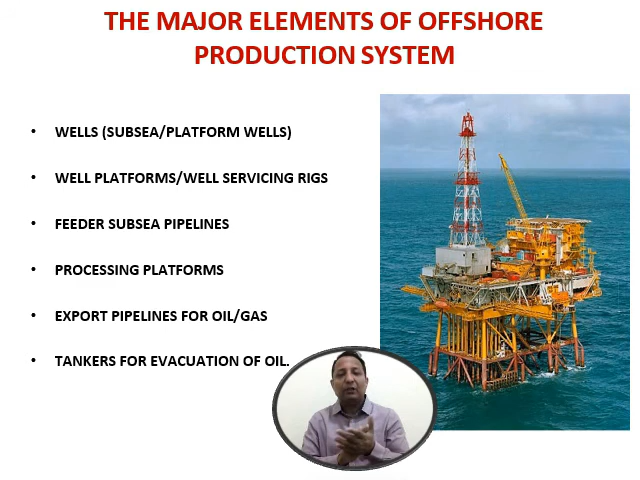 THE MAJOR ELEMENTS OF OFFSHORE
PRODUCTION SYSTEM
• WELLS (SUBSEA/PLATFORM WELLS)
• WELL PLATFORMS/WELL SERVICING RIGS
• FEEDER SUBSEA PIPELINES
• PROCESSING PLATFORMS
• EXPORT PIPELINES FOR OIL/GAS
• TANKERS FOR EVACUATION OF OIL.